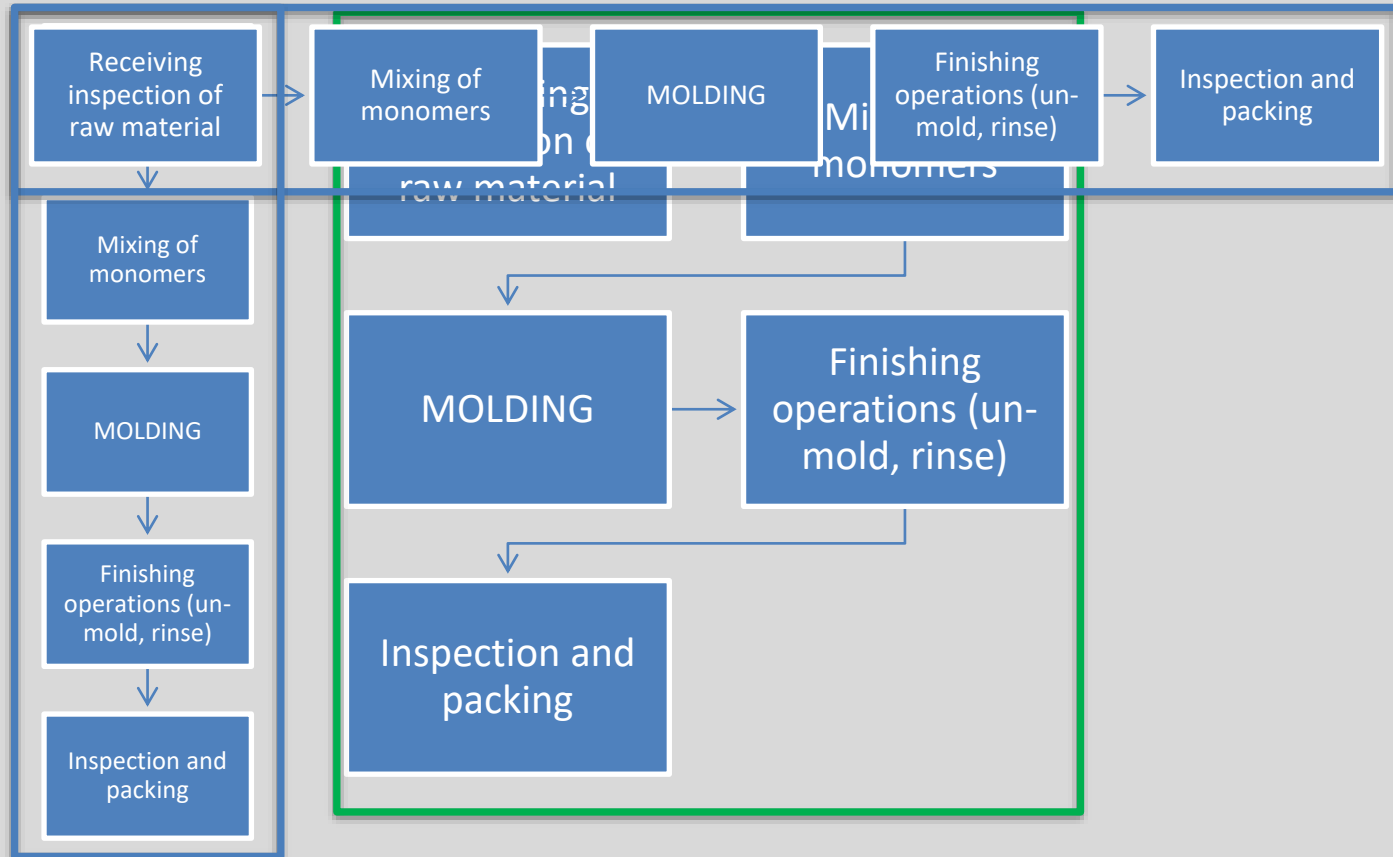 Receiving
inspection of
raw material
Mixing of
monomers
MOLDING
Finishing
operations (un-
mold, rinse)
Inspection and
packing
raw material
monomers
Mixing of
monomers
MOLDING
Finishing
operations (un-
mold, rinse)
Inspection and
packing
MOLDING
Finishing
operations (un-
mold, rinse)
Inspection and
packing